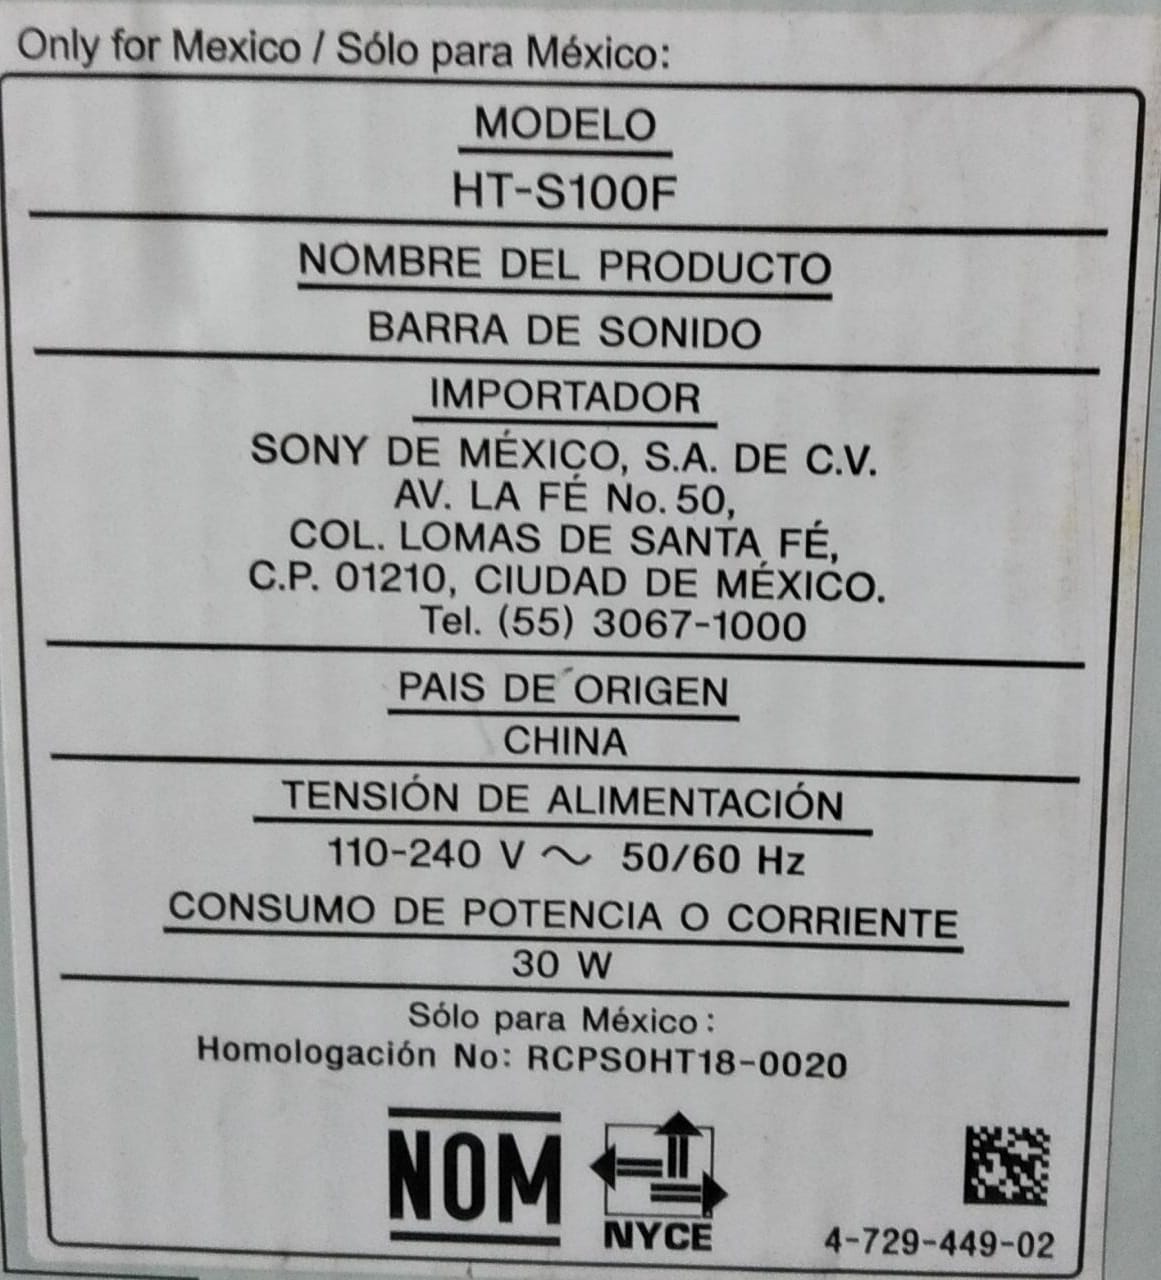 Only for Mexico / Sólo para México:
MODELO
HT-S100F
NOMBRE DEL PRODUCTO
BARRA DE SONIDO
IMPORTADOR
SONY DE MÉXICO, S.A. DE C.V.
AV. LA FÉ No. 50,
COL. LOMAS DE SANTA FÉ,
C.P. 01210, CIUDAD DE MÉXICO.
Tel. (55) 3067-1000
PAIS DE ORIGEN
CHINA
TENSIÓN DE ALIMENTACIÓN
110-240 V ~ 50/60 Hz
CONSUMO DE POTENCIA O CORRIENTE
30 W
Sólo para México:
Homologación No: RCPSOHT18-0020
NOM
NYCE
4-729-449-02